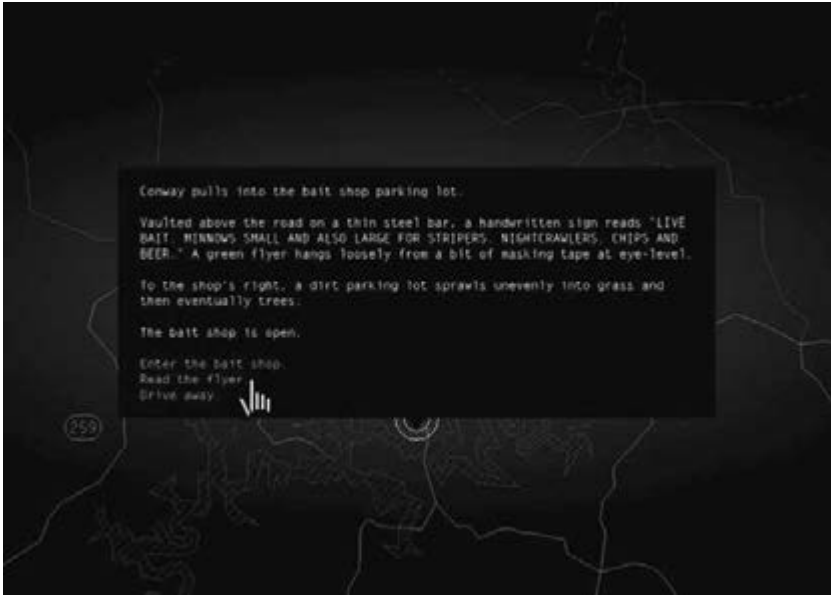 Conway pulls into the bait shop parking lot.
Vaulted above the road on a thin steel bar, a handwritten sign reads "LIVE
BAIT. MINNOWS SMALL AND ALSO LARGE FOR STRIPERS. NIGHTCRAWLERS. CHIPS AND
BEER." A green flyer hangs loosely from a bit of masking tape at eye-level.
To the shop's right, a dirt parking lot sprawls unevenly into grass and
then eventually trees.
The bait shop is open.
Enter the bait shop.
Read the flyer.
Drive away.
259